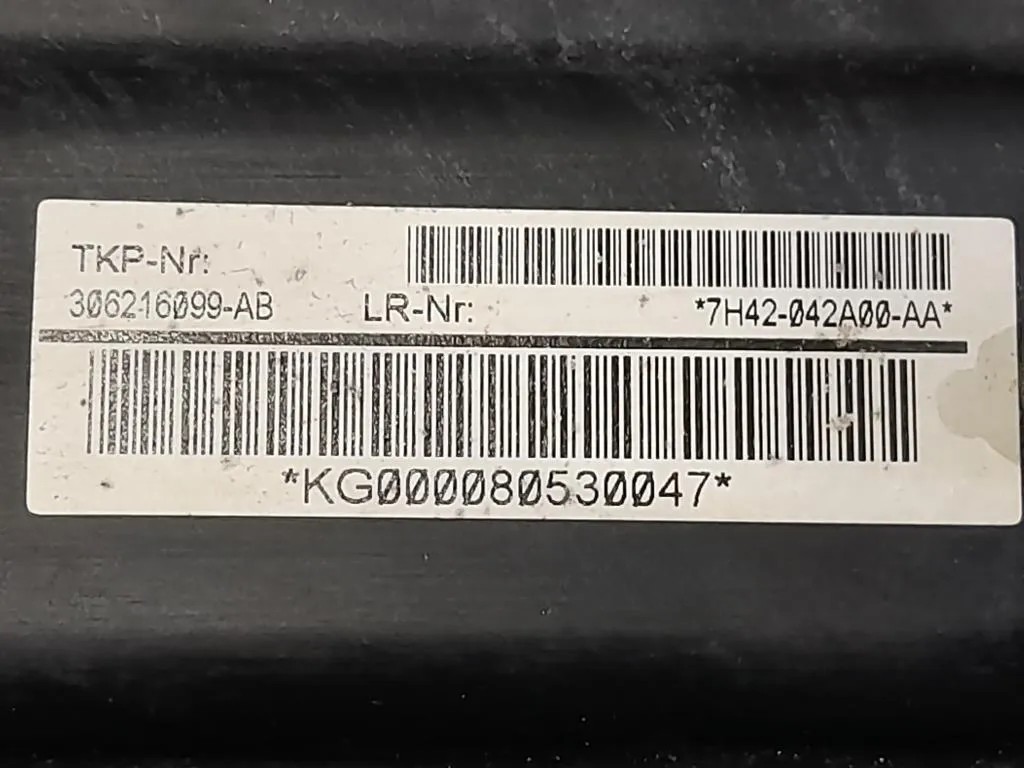 TKP-Nr:
306216099-AB LR-Nr: *7H42-042A00-AA*
*KG000080530047*